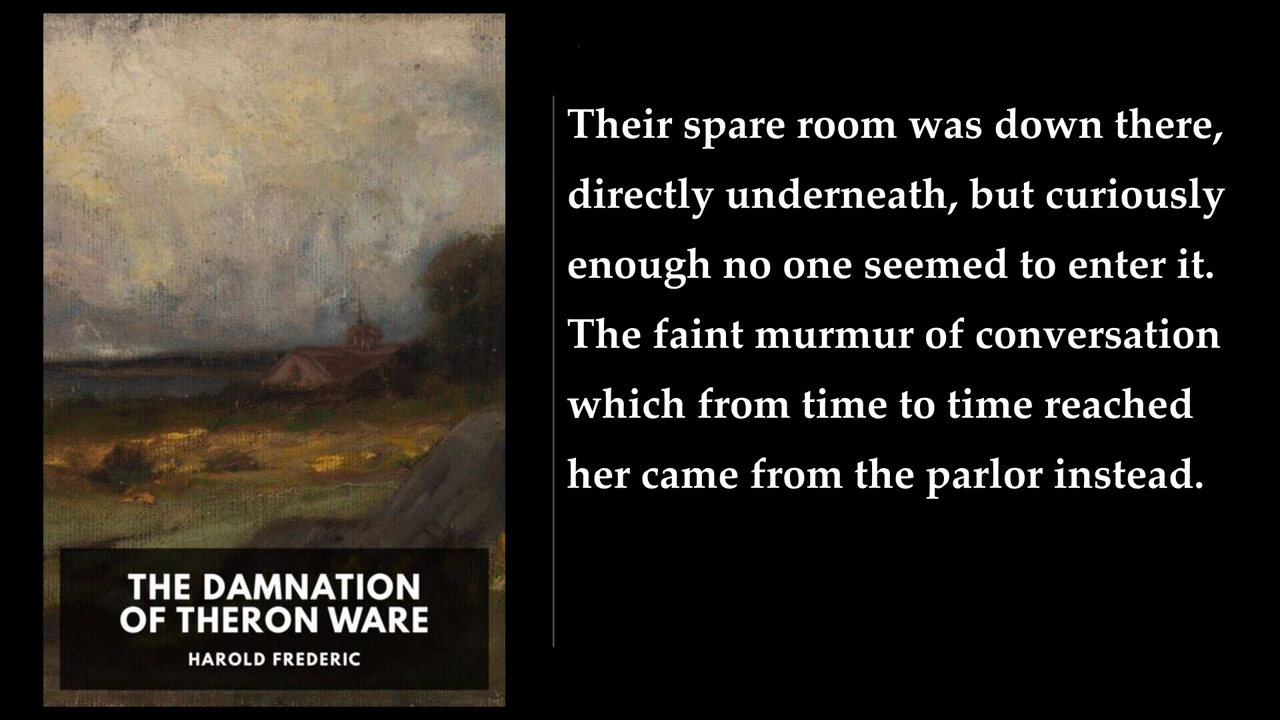 Their spare room was down there,
directly underneath, but curiously
enough no one seemed to enter it.
The faint murmur of conversation
which from time to time reached
her came from the parlor instead.
THE DAMNATION
OF THERON WARE
HAROLD FREDERIC